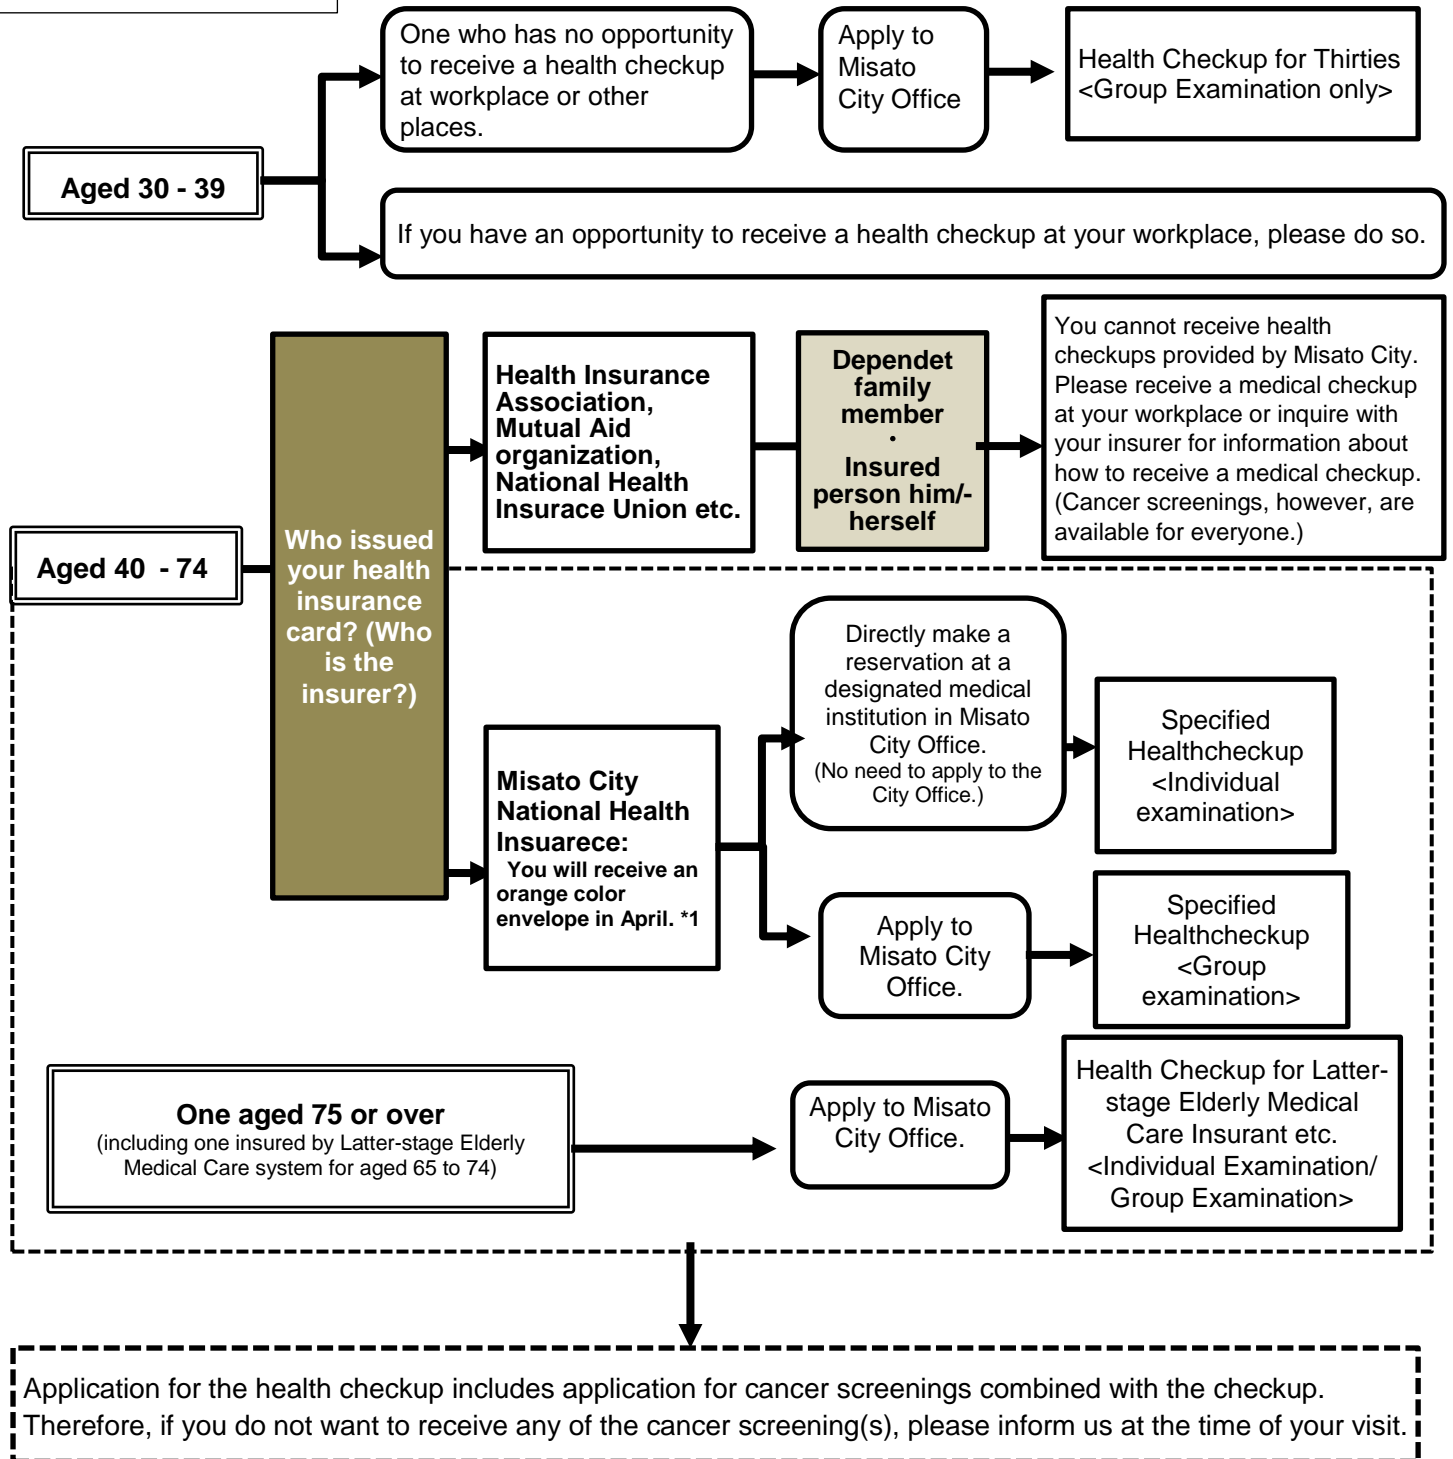 One who has no opportunity
to receive a health checkup
at workplace or other
places.
Apply to
Misato
City Office
Health Checkup for Thirties
<Group Examination only>
Aged 30 - 39
If you have an opportunity to receive a health checkup at your workplace, please do so.
Aged 40 - 74
Who issued
your health
insurance
card? (Who
is the
insurer?)
Health Insurance
Association,
Mutual Aid
organization,
National Health
Insurace Union etc.
Dependet
family
member
・
Insured
person him/-
herself
You cannot receive health
checkups provided by Misato City.
Please receive a medical checkup
at your workplace or inquire with
your insurer for information about
how to receive a medical checkup.
(Cancer screenings, however, are
available for everyone.)
Misato City
National Health
Insuarece:
You will receive an
orange color
envelope in April. *1
Directly make a
reservation at a
designated medical
institution in Misato
City Office.
(No need to apply to the
City Office.)
Specified
Healthcheckup
<Individual
examination>
Apply to
Misato City
Office.
Specified
Healthcheckup
<Group
examination>
One aged 75 or over
(including one insured by Latter-stage Elderly
Medical Care system for aged 65 to 74)
Apply to Misato
City Office.
Health Checkup for Latter-
stage Elderly Medical
Care Insurant etc.
<Individual Examination/
Group Examination>
Application for the health checkup includes application for cancer screenings combined with the checkup.
Therefore, if you do not want to receive any of the cancer screening(s), please inform us at the time of your visit.